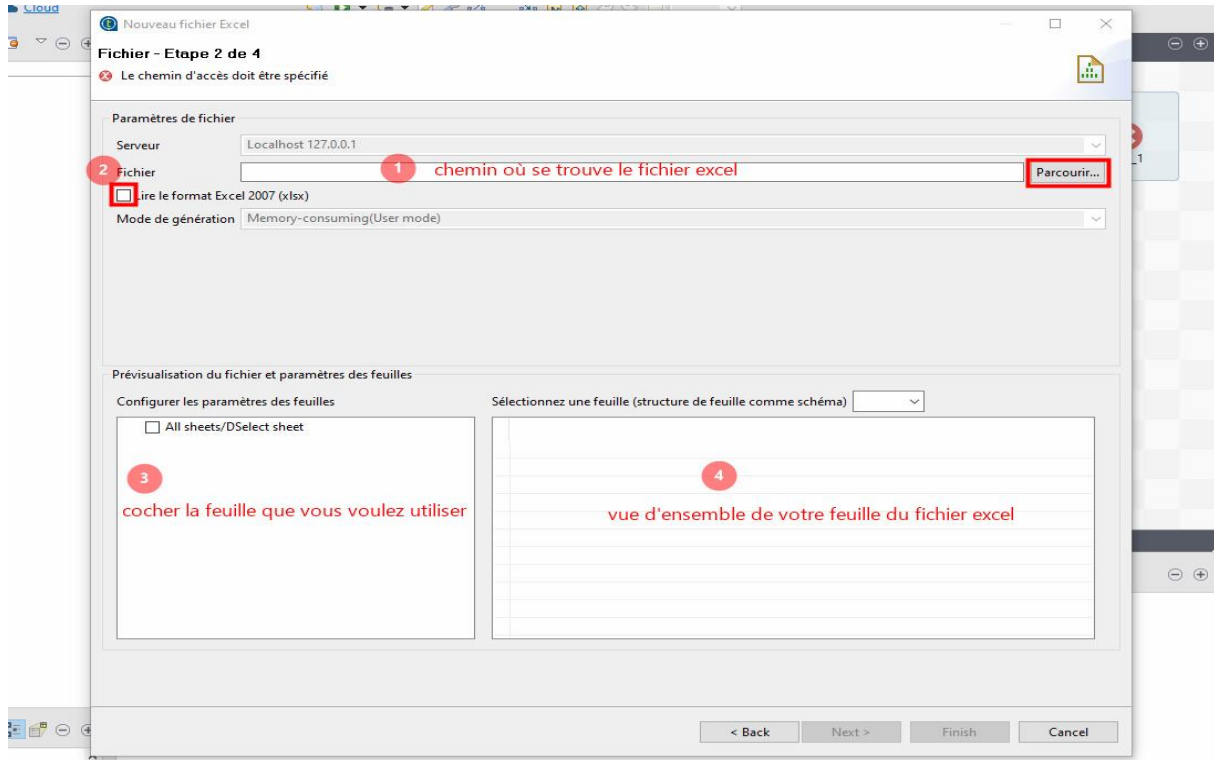 Cloud
Nouveau fichier Excel
Fichier - Etape 2 de 4
Le chemin d'accès doit être spécifié
Paramètres de fichier
Serveur Localhost 127.0.0.1
2 Fichier 1 chemin où se trouve le fichier excel Parcourir...
Lire le format Excel 2007 (xlsx)
Mode de génération Memory-consuming(User mode)
_1
Prévisualisation du fichier et paramètres des feuilles
Configurer les paramètres des feuilles Sélectionnez une feuille (structure de feuille comme schéma)
All sheets/DSelect sheet
3 4
cocher la feuille que vous voulez utiliser vue d'ensemble de votre feuille du fichier excel
< Back Next > Finish Cancel